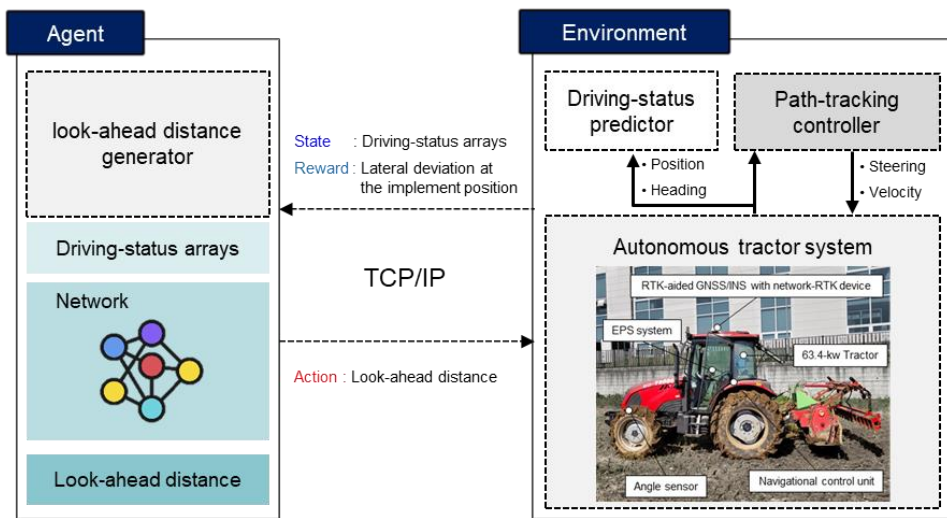 Agent
look-ahead distance
generator
Driving-status arrays
Network
Look-ahead distance
State : Driving-status arrays
Reward : Lateral deviation at
the implement position
TCP/IP
Action : Look-ahead distance
Environment
Driving-status
predictor
Path-tracking
controller
• Position
• Heading
• Steering
• Velocity
Autonomous tractor system
RTK-aided GNSS/INS with network-RTK device
EPS system
63.4-kw Tractor
Angle sensor
Navigational control unit